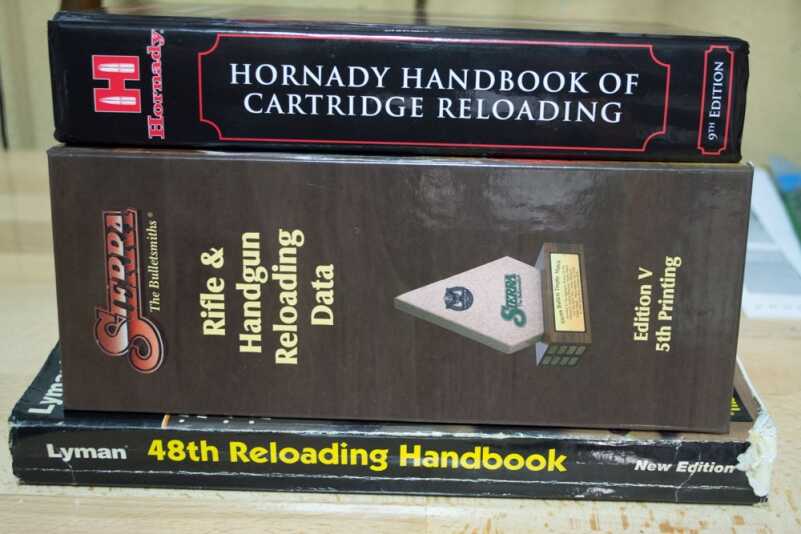 Hornady
HORNADY HANDBOOK OF
CARTRIDGE RELOADING
9TH EDITION
SIERRA
The Bulletsmiths®
Rifle &
Handgun
Reloading
Data
SIERRA
Edition V
5th Printing
Lyman
Lyman
48th Reloading Handbook
New Edition